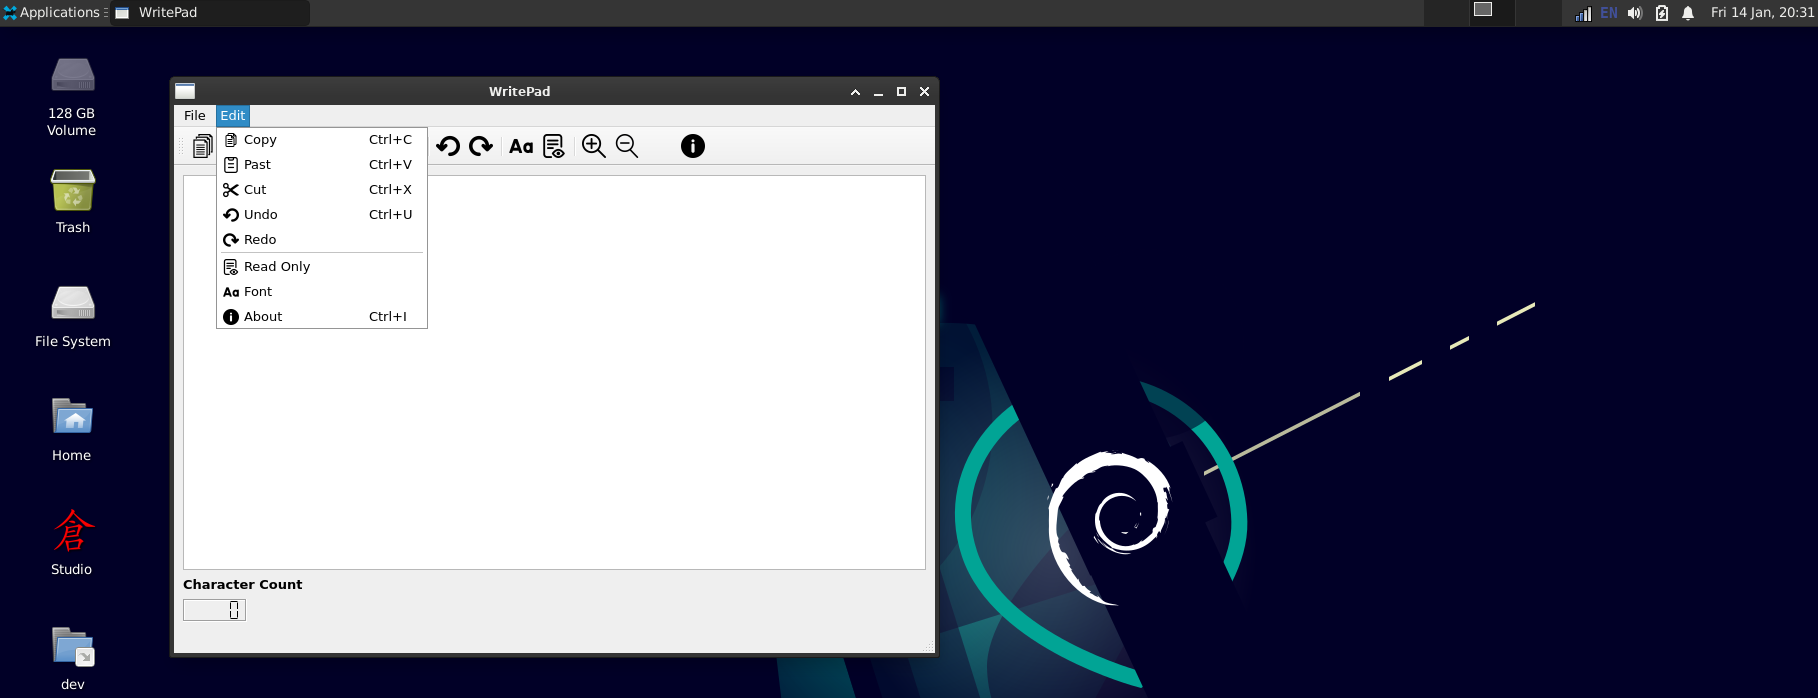 Applications
WritePad
EN
Fri 14 Jan, 20:31
128 GB
Volume
Trash
File System
Home
倉
Studio
dev
WritePad
File Edit
Copy Ctrl+C
Past Ctrl+V
Cut Ctrl+X
Undo Ctrl+U
Redo
Read Only
Aa Font
About Ctrl+I
Aa
Character Count
0